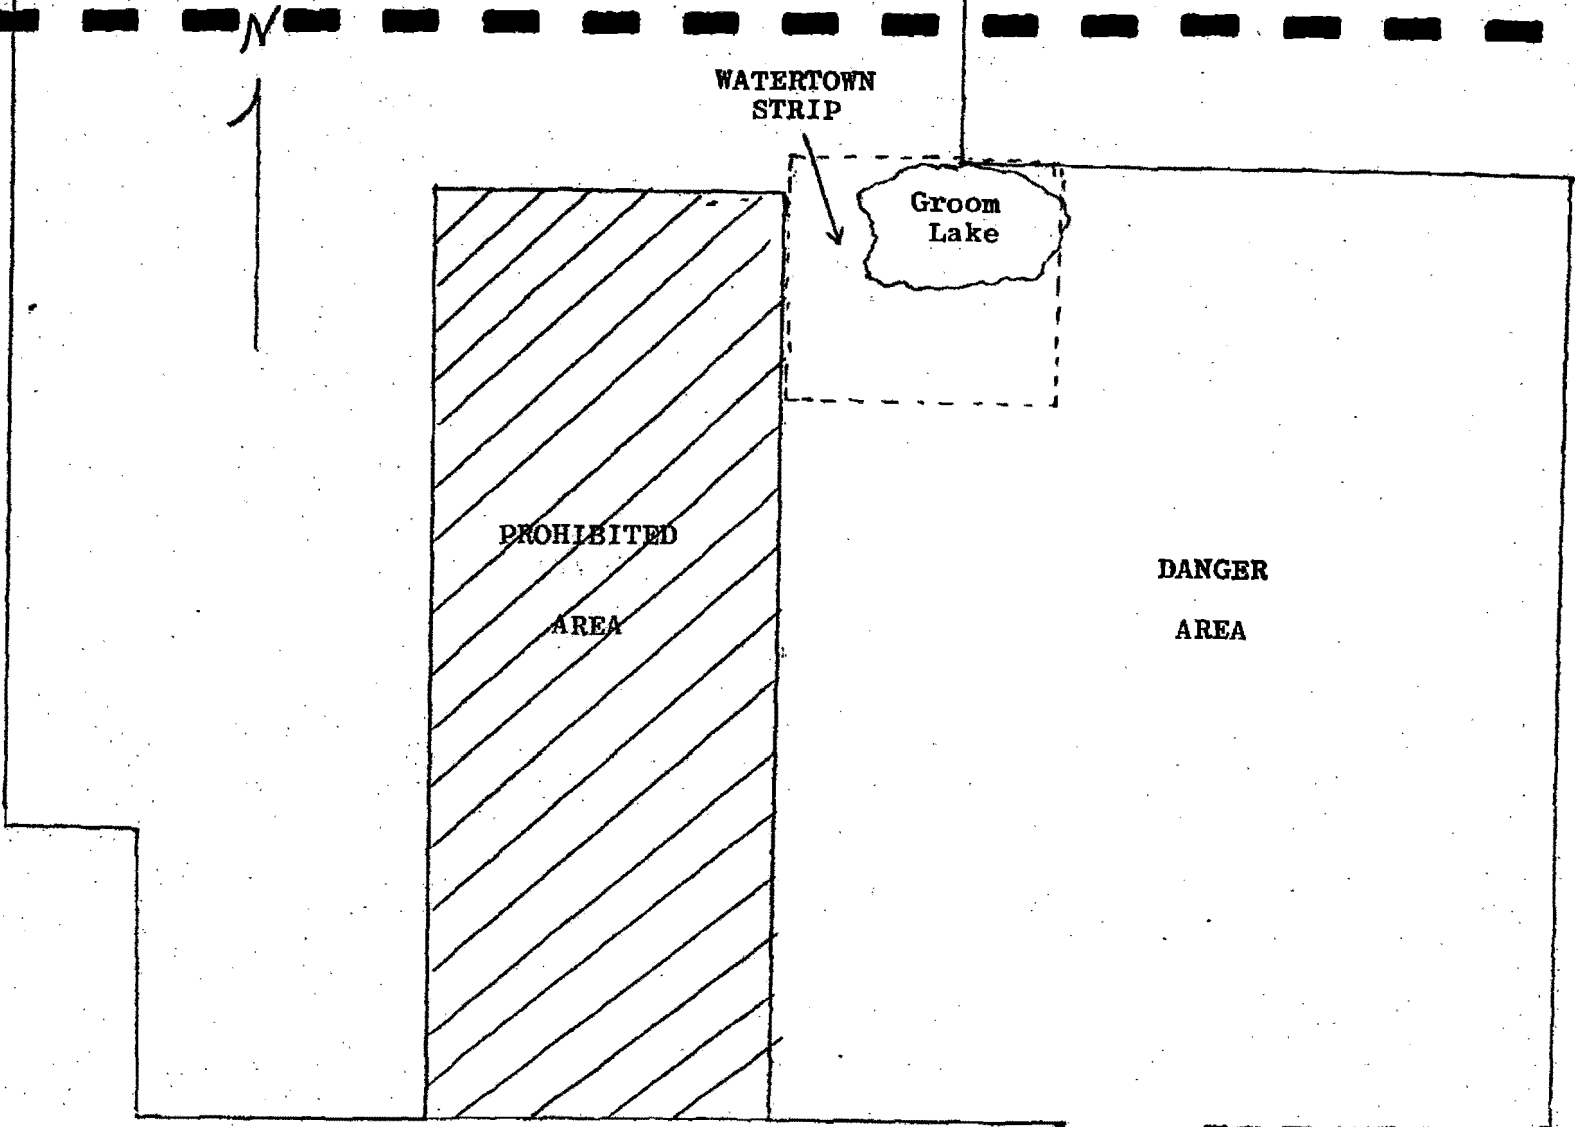 N
WATERTOWN
STRIP
Groom
Lake
PROHIBITED
AREA
DANGER
AREA